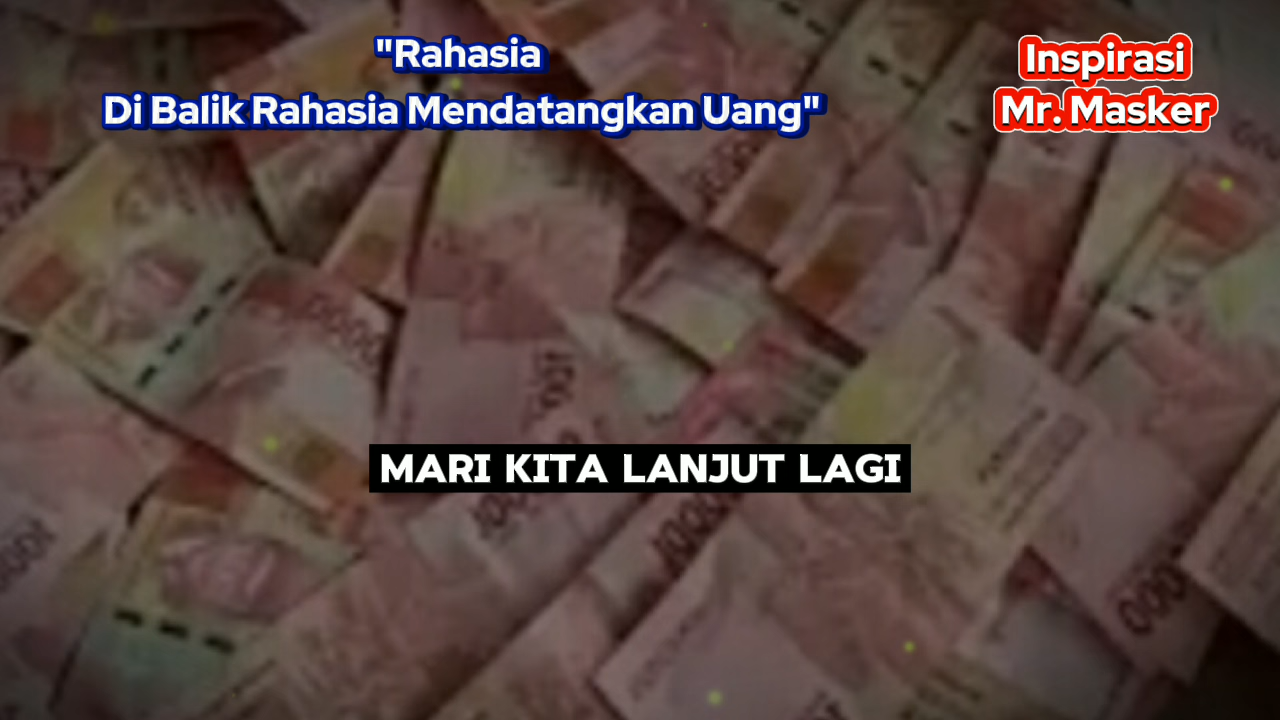 "Rahasia
Di Balik Rahasia Mendatangkan Uang"
Inspirasi
Mr. Masker
MARI KITA LANJUT LAGI